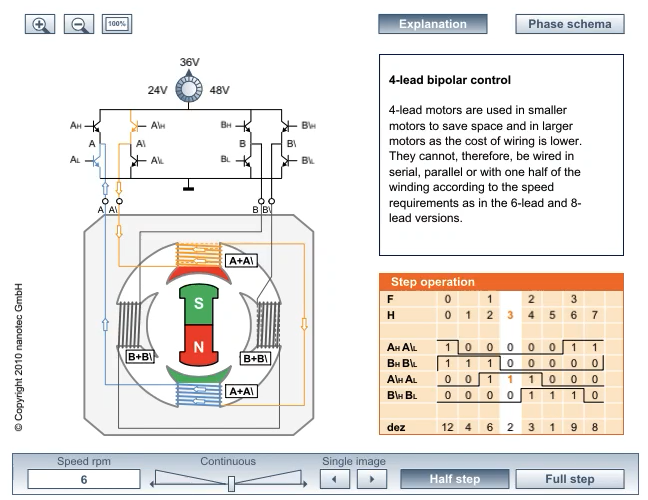 100%
Explanation
Phase schema
36V
24V
48V
AH
A\H
BH
B\H
A
A\
B
B\
AL
A\L
BL
B\L
A
A\
B
B\
A+A\
S
N
B+B\
B+B\
A+A\
© Copyright 2010 nanotec GmbH
4-lead bipolar control
4-lead motors are used in smaller
motors to save space and in larger
motors as the cost of wiring is lower.
They cannot, therefore, be wired in
serial, parallel or with one half of the
winding according to the speed
requirements as in the 6-lead and 8-
lead versions.
Step operation
F 0 1 2 3
H 0 1 2 3 4 5 6 7
AH A\L 1 0 0 0 0 0 1 1
BH B\L 1 1 1 0 0 0 0 0
A\H AL 0 0 1 1 1 0 0 0
B\H BL 0 0 0 0 1 1 1 0
dez 12 4 6 2 3 1 9 8
Speed rpm
Continuous
Single image
6
Half step
Full step